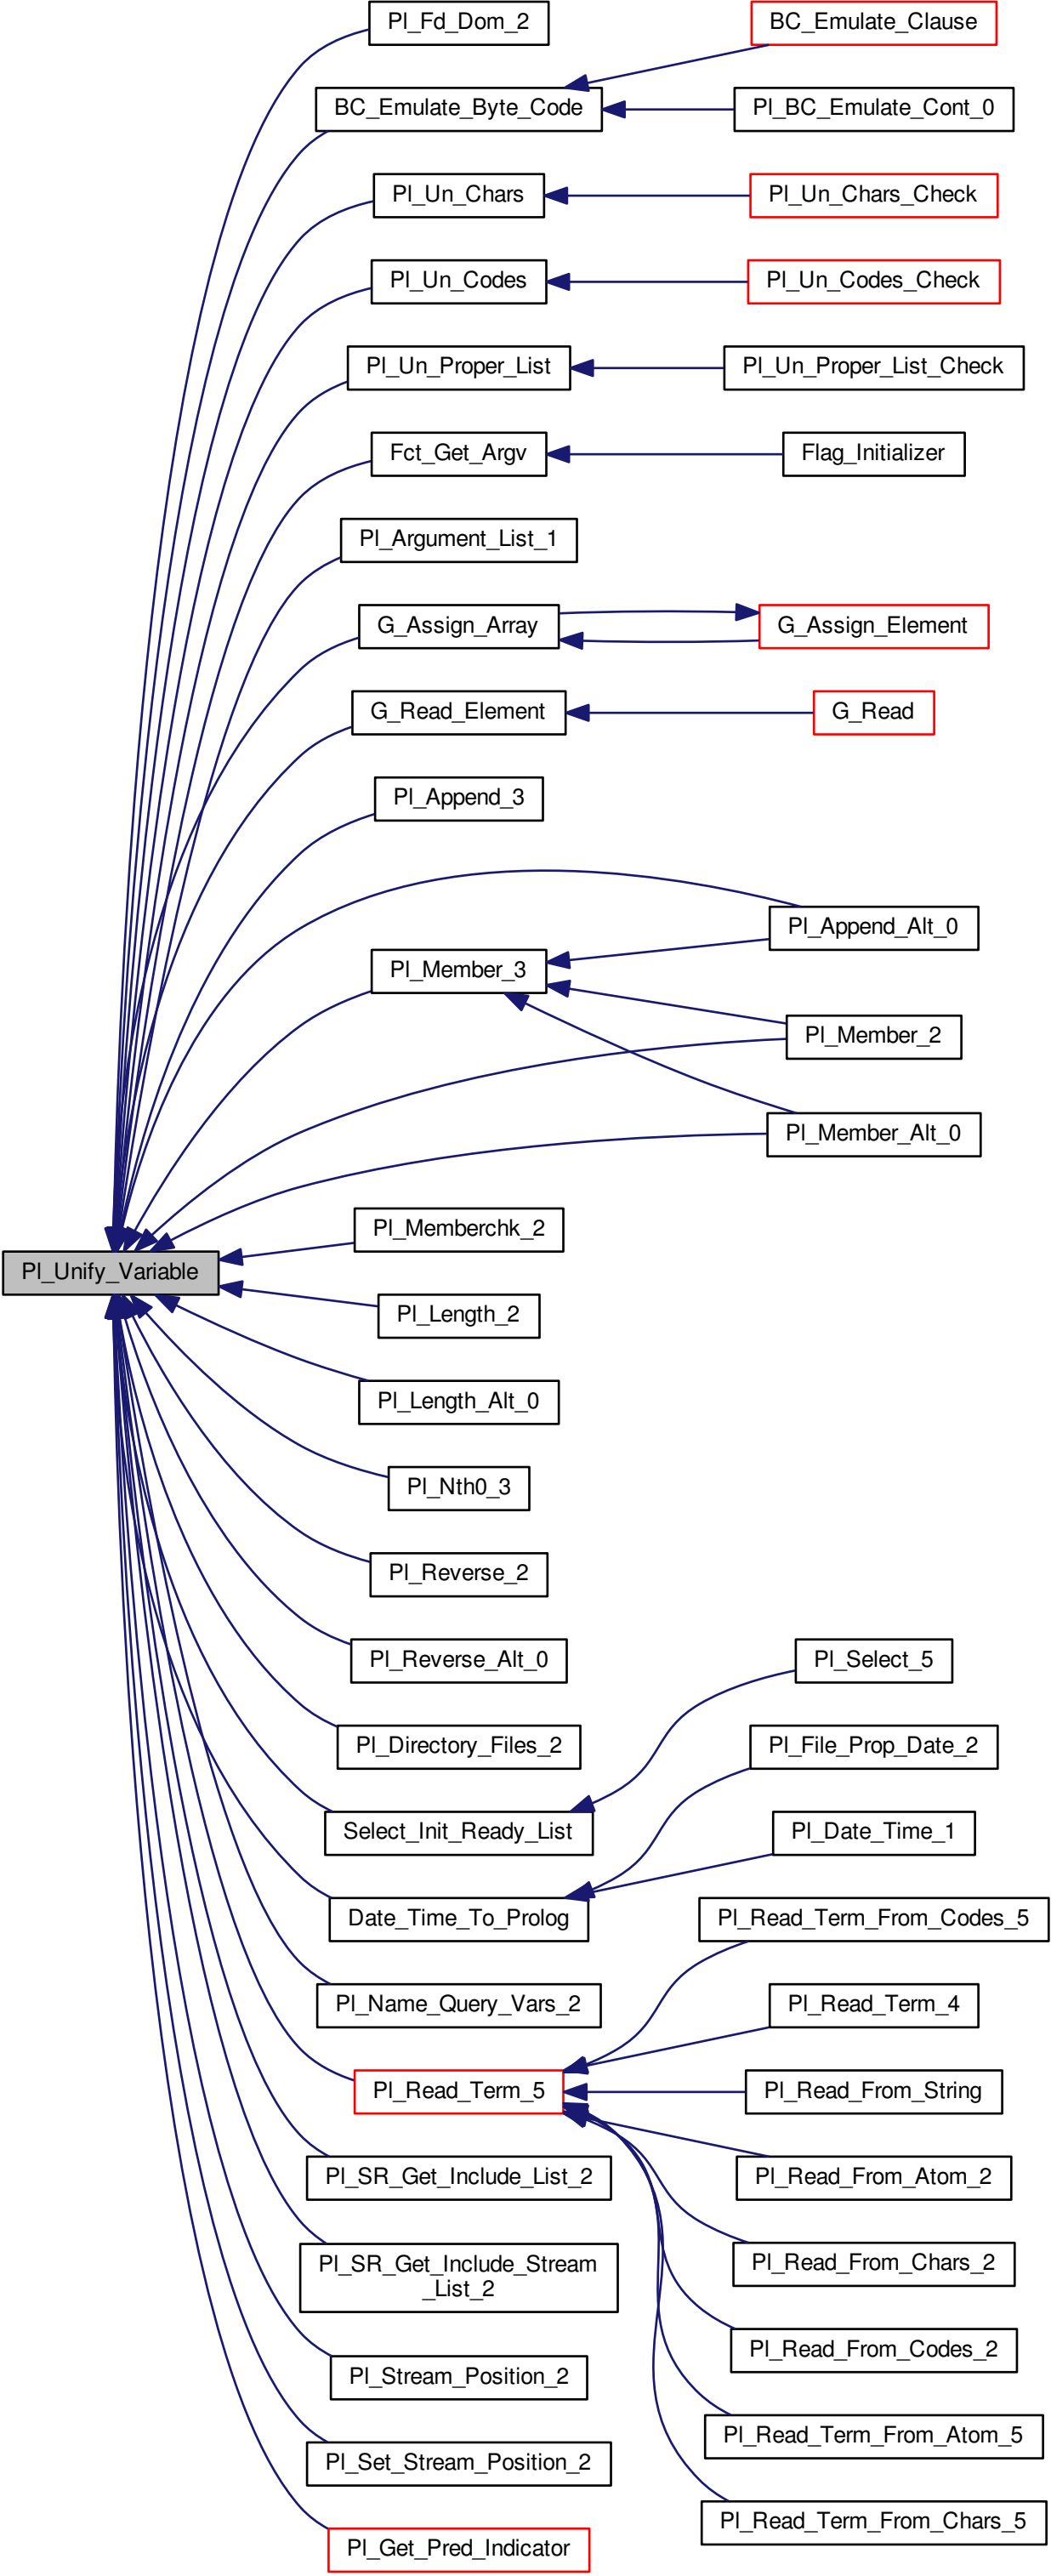 Pl_Fd_Dom_2
BC_Emulate_Clause
BC_Emulate_Byte_Code
Pl_BC_Emulate_Cont_0
Pl_Un_Chars
Pl_Un_Chars_Check
Pl_Un_Codes
Pl_Un_Codes_Check
Pl_Un_Proper_List
Pl_Un_Proper_List_Check
Fct_Get_Argv
Flag_Initializer
Pl_Argument_List_1
G_Assign_Array
G_Assign_Element
G_Read_Element
G_Read
Pl_Append_3
Pl_Append_Alt_0
Pl_Member_3
Pl_Member_2
Pl_Member_Alt_0
Pl_Memberchk_2
Pl_Unify_Variable
Pl_Length_2
Pl_Length_Alt_0
Pl_Nth0_3
Pl_Reverse_2
Pl_Reverse_Alt_0
Pl_Select_5
Pl_Directory_Files_2
Pl_File_Prop_Date_2
Select_Init_Ready_List
Pl_Date_Time_1
Date_Time_To_Prolog
Pl_Read_Term_From_Codes_5
Pl_Name_Query_Vars_2
Pl_Read_Term_4
Pl_Read_Term_5
Pl_Read_From_String
Pl_SR_Get_Include_List_2
Pl_Read_From_Atom_2
Pl_SR_Get_Include_Stream
_List_2
Pl_Read_From_Chars_2
Pl_Read_From_Codes_2
Pl_Stream_Position_2
Pl_Read_Term_From_Atom_5
Pl_Set_Stream_Position_2
Pl_Read_Term_From_Chars_5
Pl_Get_Pred_Indicator